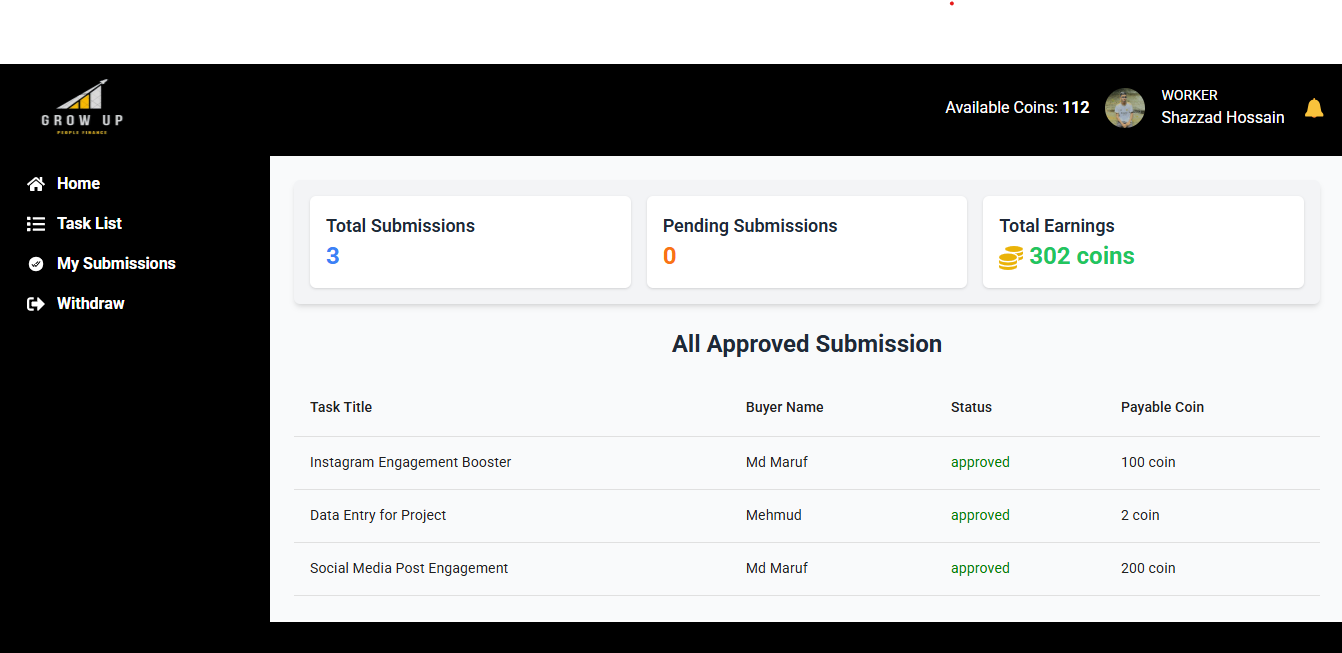 GROW UP
PEOPLE FINANCE
Available Coins: 112
WORKER
Shazzad Hossain
Home
Task List
My Submissions
Withdraw
Total Submissions
3
Pending Submissions
0
Total Earnings
302 coins
All Approved Submission
Task Title Buyer Name Status Payable Coin
Instagram Engagement Booster Md Maruf approved 100 coin
Data Entry for Project Mehmud approved 2 coin
Social Media Post Engagement Md Maruf approved 200 coin